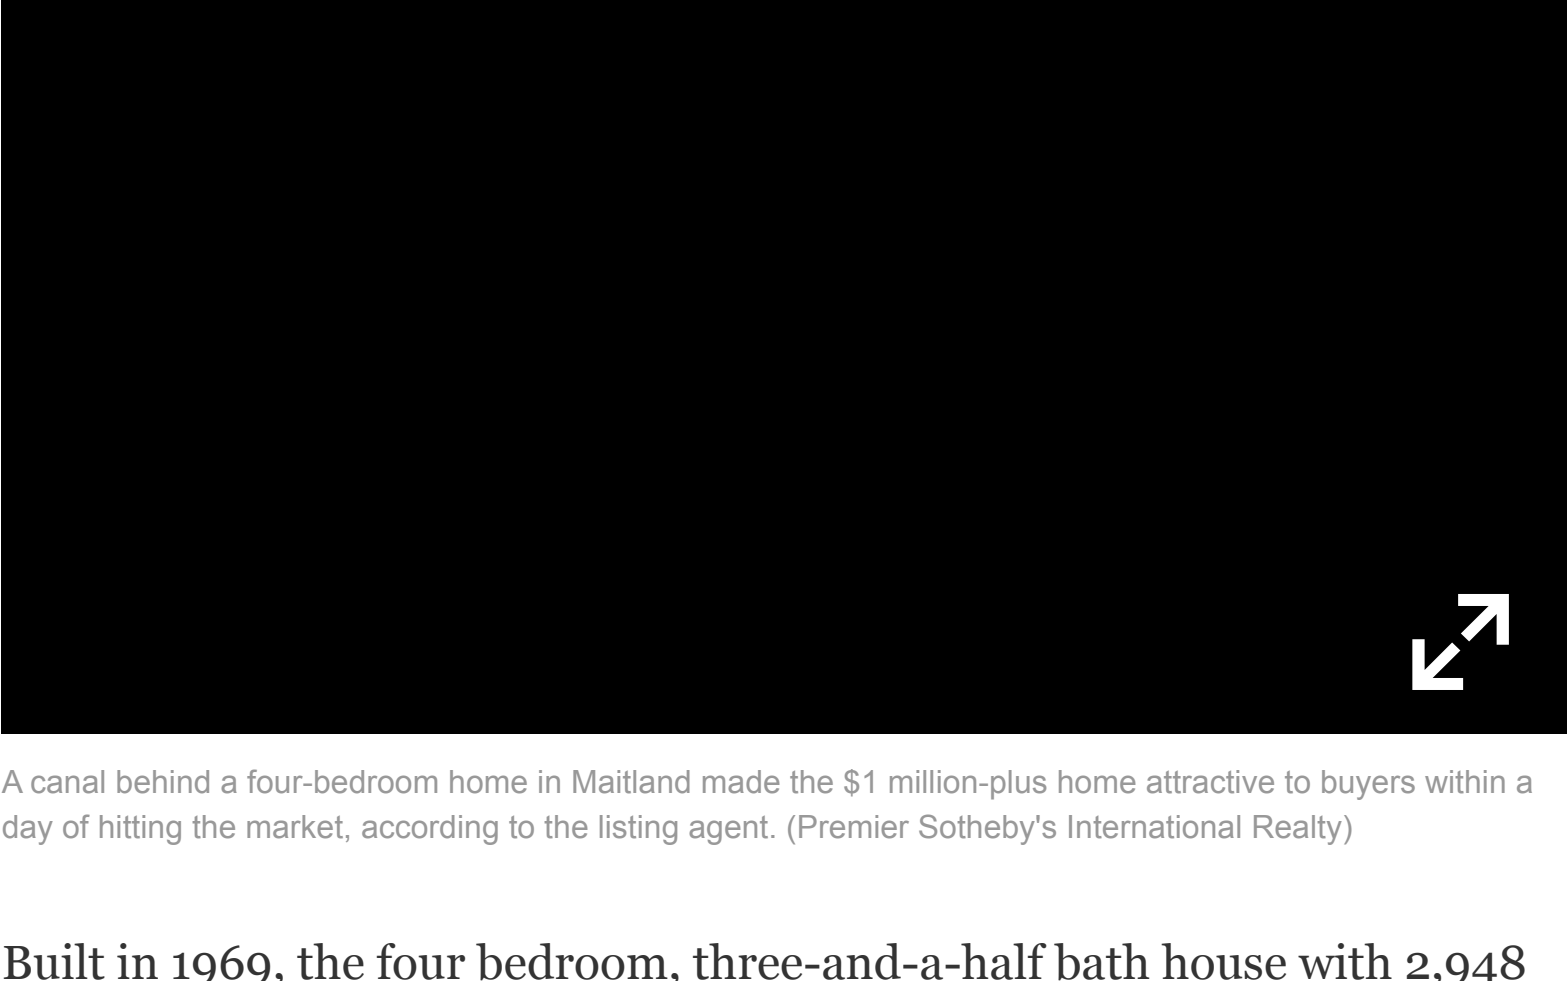 A canal behind a four-bedroom home in Maitland made the $1 million-plus home attractive to buyers within a
day of hitting the market, according to the listing agent. (Premier Sotheby's International Realty)
Built in 1969, the four bedroom, three-and-a-half bath house with 2,948